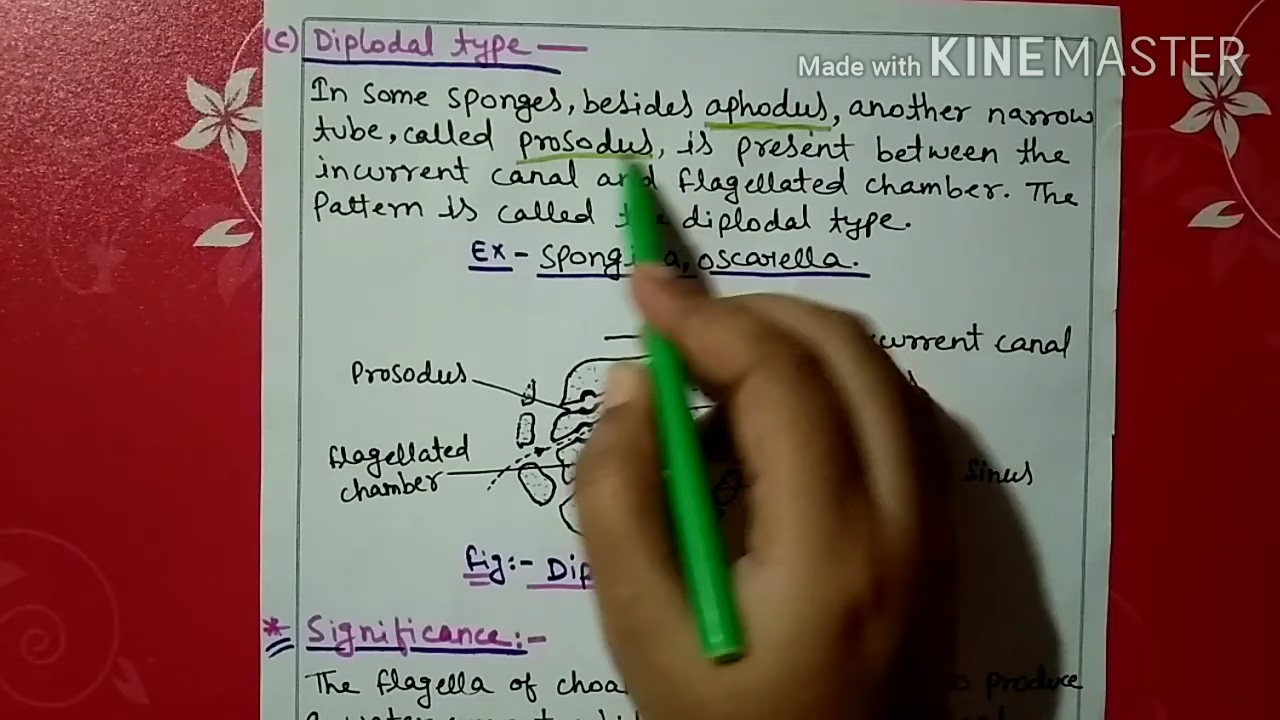 Made with KINEMASTER
(C) Diplodal type —
In some sponges, besides aphodus, another narrow
tube, called prosodus, is present between the
incurrent canal and flagellated chamber. The
Pattern is called diplodal type.
Ex - oscarella.
current canal
Prosodus
flagellated
chamber
Sinus
Fig:- Dip
* Significance:-
The flagella of choa produce